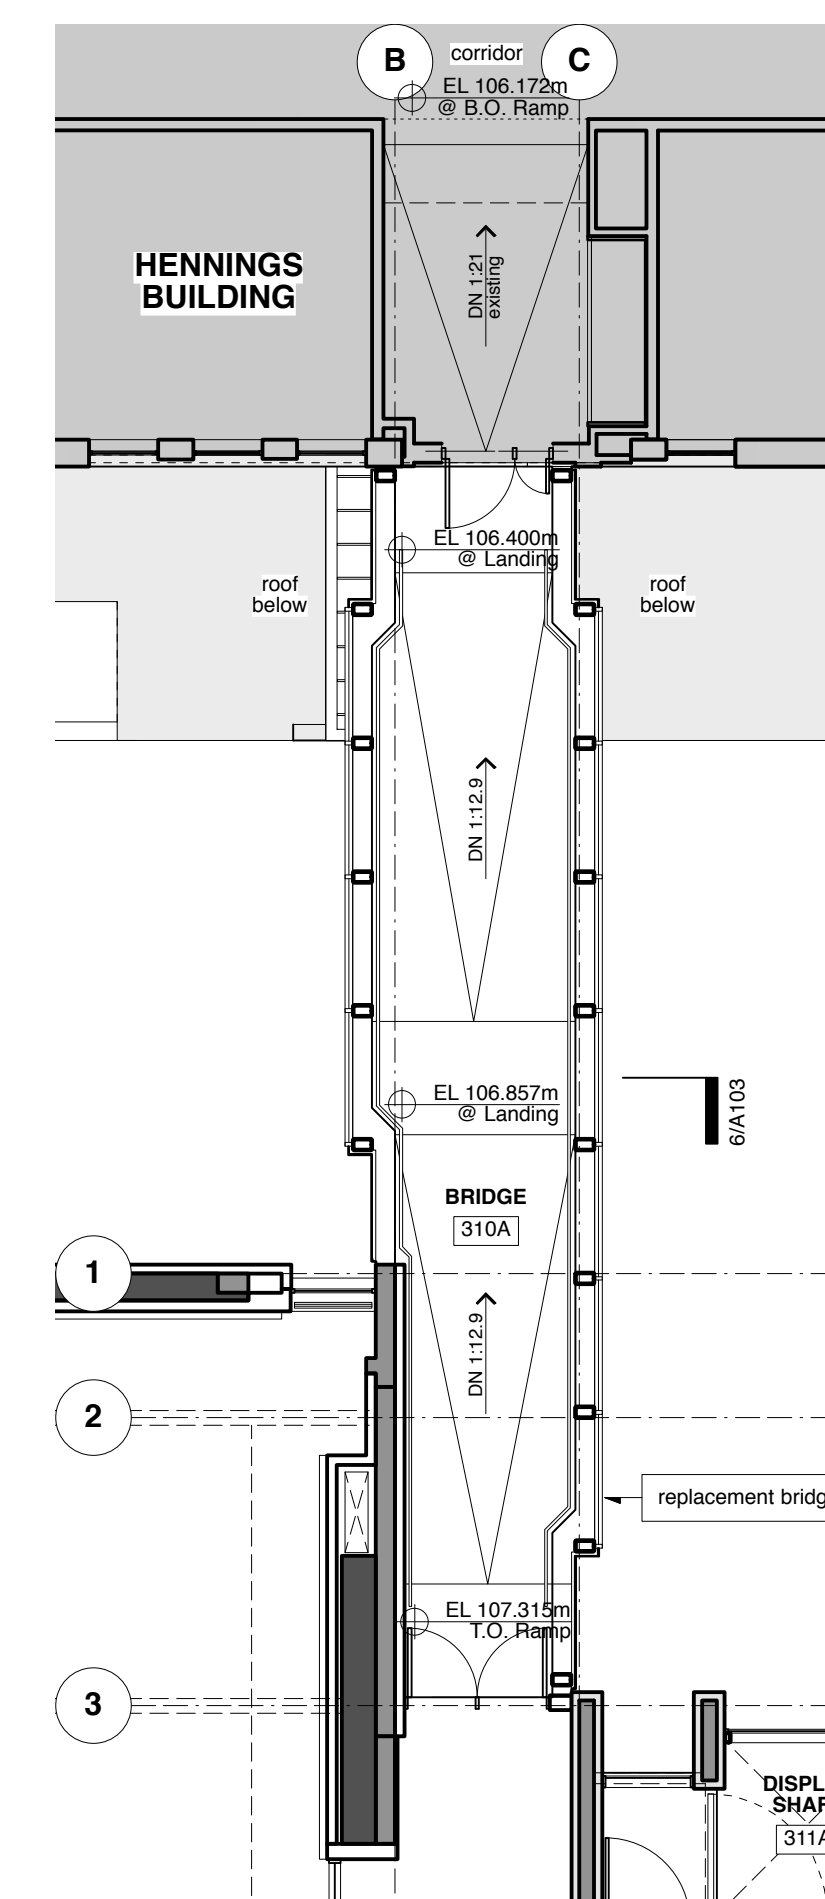 B
corridor
C
EL 106.172m
@ B.O. Ramp
HENNINGS
BUILDING
DN 1:21
existing
EL 106.400m
@ Landing
roof
below
roof
below
DN 1:12.9
EL 106.857m
@ Landing
6/A103
BRIDGE
310A
1
DN 1:12.9
2
replacement bridg
EL 107.315m
T.O. Ramp
3
DISPL
SHAF
311A